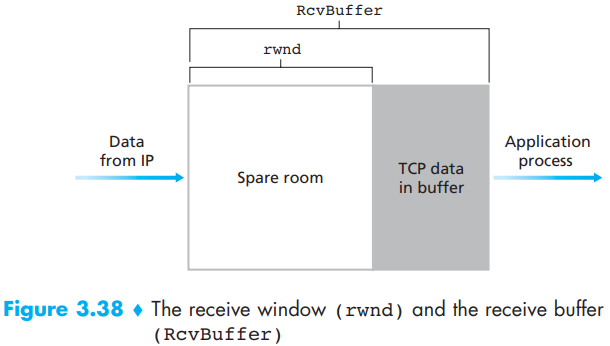 RcvBuffer
rwnd
Data
from IP
Spare room
TCP data
in buffer
Application
process
Figure 3.38 ♦ The receive window (rwnd) and the receive buffer
(RcvBuffer)